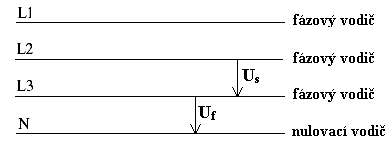 L1 fázový vodič
L2 fázový vodič
Us
L3 fázový vodič
Uf
N nulovací vodič